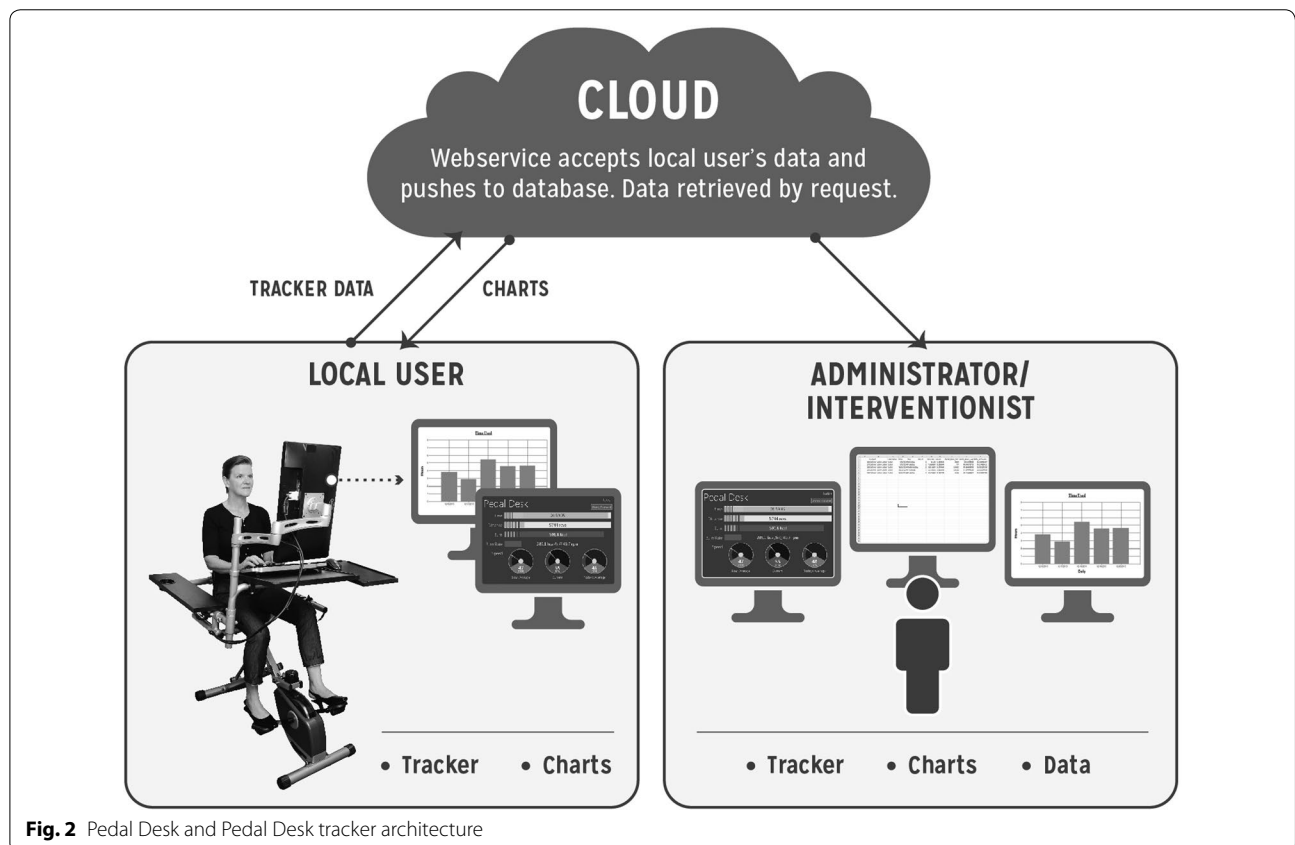 CLOUD
Webservice accepts local user's data and
pushes to database. Data retrieved by request.
TRACKER DATA
CHARTS
LOCAL USER
Pedal Desk
• Tracker • Charts
ADMINISTRATOR/
INTERVENTIONIST
Pedal Desk
Daily
• Tracker • Charts • Data
Fig. 2 Pedal Desk and Pedal Desk tracker architecture